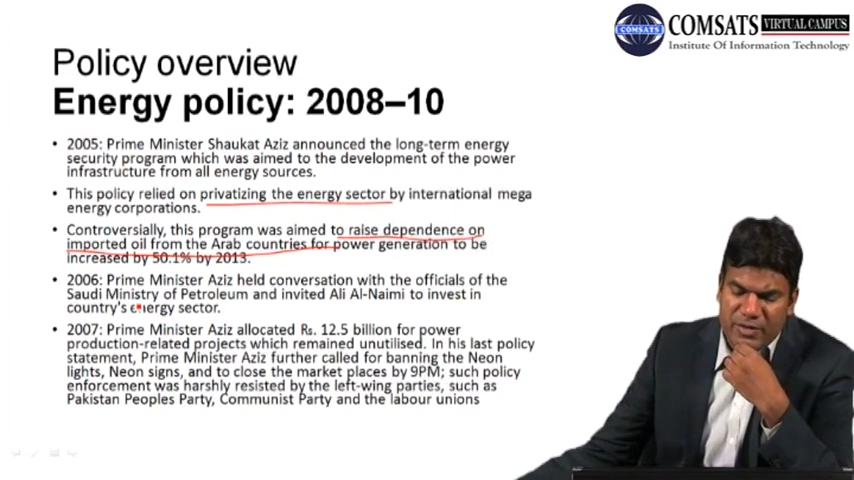 COMSATS VIRTUAL CAMPUS
COMSATS
Institute Of Information Technology
Policy overview
Energy policy: 2008–10
• 2005: Prime Minister Shaukat Aziz announced the long-term energy
security program which was aimed to the development of the power
infrastructure from all energy sources.
• This policy relied on privatizing the energy sector by international mega
energy corporations.
• Controversially, this program was aimed to raise dependence on
imported oil from the Arab countries for power generation to be
increased by 50.1% by 2013.
• 2006: Prime Minister Aziz held conversation with the officials of the
Saudi Ministry of Petroleum and invited Ali Al-Naimi to invest in
country's energy sector.
• 2007: Prime Minister Aziz allocated ₨. 12.5 billion for power
production-related projects which remained unutilised. In his last policy
statement, Prime Minister Aziz further called for banning the Neon
lights, Neon signs, and to close the market places by 9PM; such policy
enforcement was harshly resisted by the left-wing parties, such as
Pakistan Peoples Party, Communist Party and the labour unions